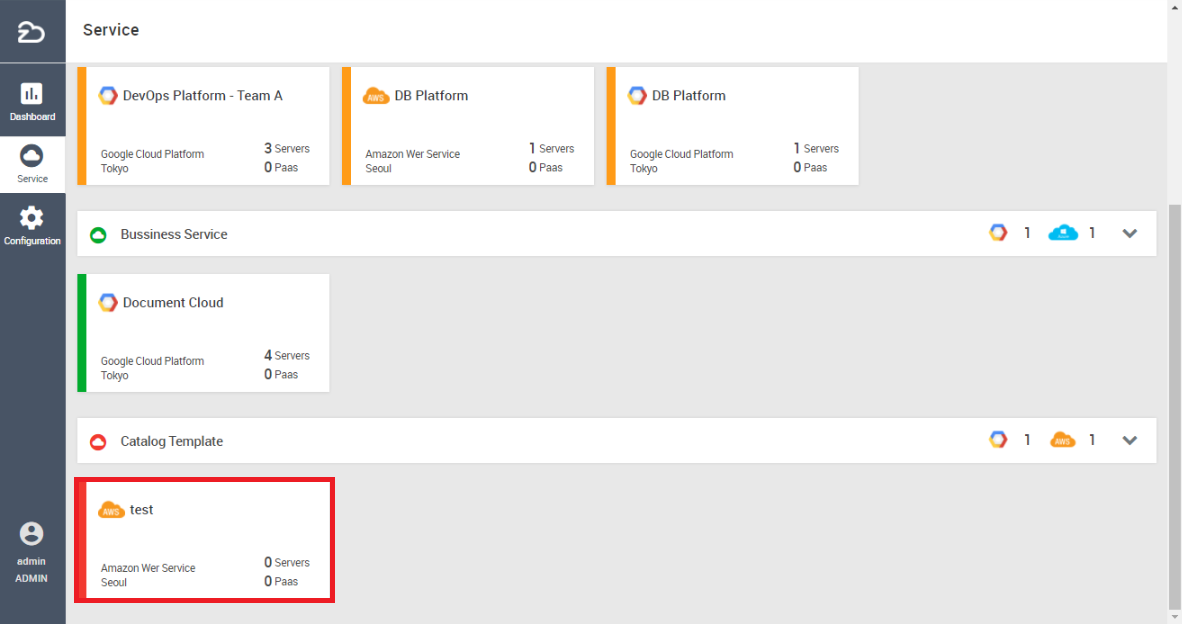 Service
Dashboard
Service
Configuration
admin
ADMIN
DevOps Platform - Team A
Google Cloud Platform
Tokyo
3 Servers
0 Paas
AWS DB Platform
Amazon Wer Service
Seoul
1 Servers
0 Paas
DB Platform
Google Cloud Platform
Tokyo
1 Servers
0 Paas
Bussiness Service 1 1
Document Cloud
Google Cloud Platform
Tokyo
4 Servers
0 Paas
Catalog Template 1 AWS 1
AWS test
Amazon Wer Service
Seoul
0 Servers
0 Paas